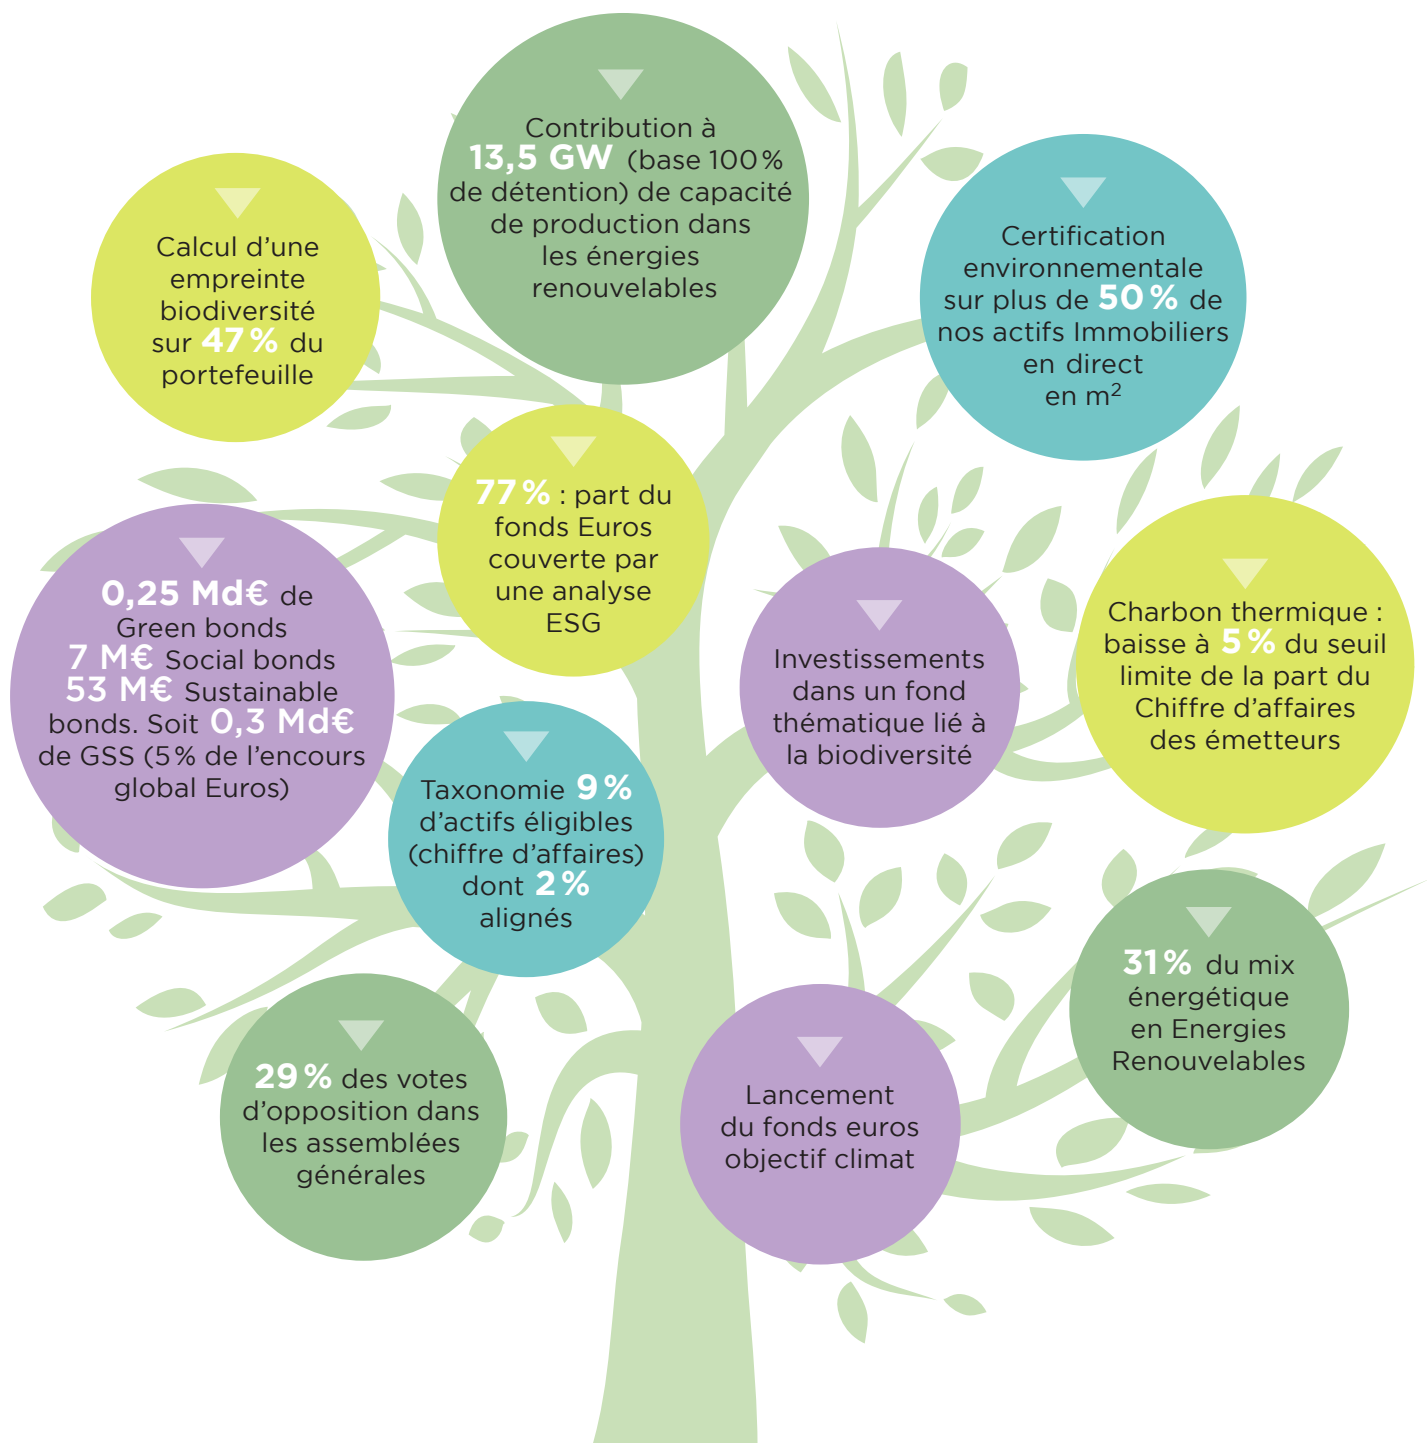 Contribution à
13,5 GW (base 100 %
de détention) de capacité
de production dans
les énergies
renouvelables
Calcul d’une
empreinte
biodiversité
sur 47 % du
portefeuille
Certification
environnementale
sur plus de 50 % de
nos actifs Immobiliers
en direct
en m²
77 % : part du
fonds Euros
couverte par
une analyse
ESG
0,25 Md€ de
Green bonds
7 M€ Social bonds
53 M€ Sustainable
bonds. Soit 0,3 Md€
de GSS (5 % de l’encours
global Euros)
Investissements
dans un fond
thématique lié à
la biodiversité
Charbon thermique :
baisse à 5 % du seuil
limite de la part du
Chiffre d’affaires
des émetteurs
Taxonomie 9 %
d’actifs éligibles
(chiffre d’affaires)
dont 2 %
alignés
31 % du mix
énergétique
en Energies
Renouvelables
29 % des votes
d’opposition dans
les assemblées
générales
Lancement
du fonds euros
objectif climat